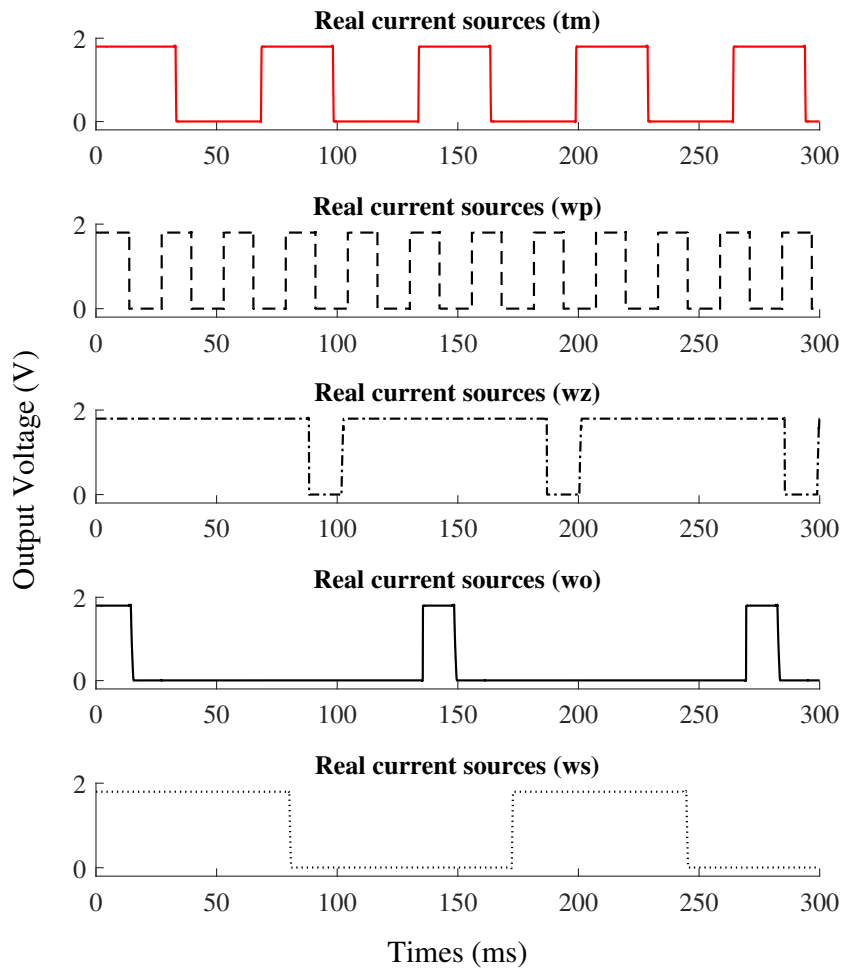 Real current sources (tm)
2
0
0 50 100 150 200 250 300
Real current sources (wp)
2
0
0 50 100 150 200 250 300
Real current sources (wz)
2
0
0 50 100 150 200 250 300
Real current sources (wo)
2
0
0 50 100 150 200 250 300
Real current sources (ws)
2
0
0 50 100 150 200 250 300
Output Voltage (V)
Times (ms)